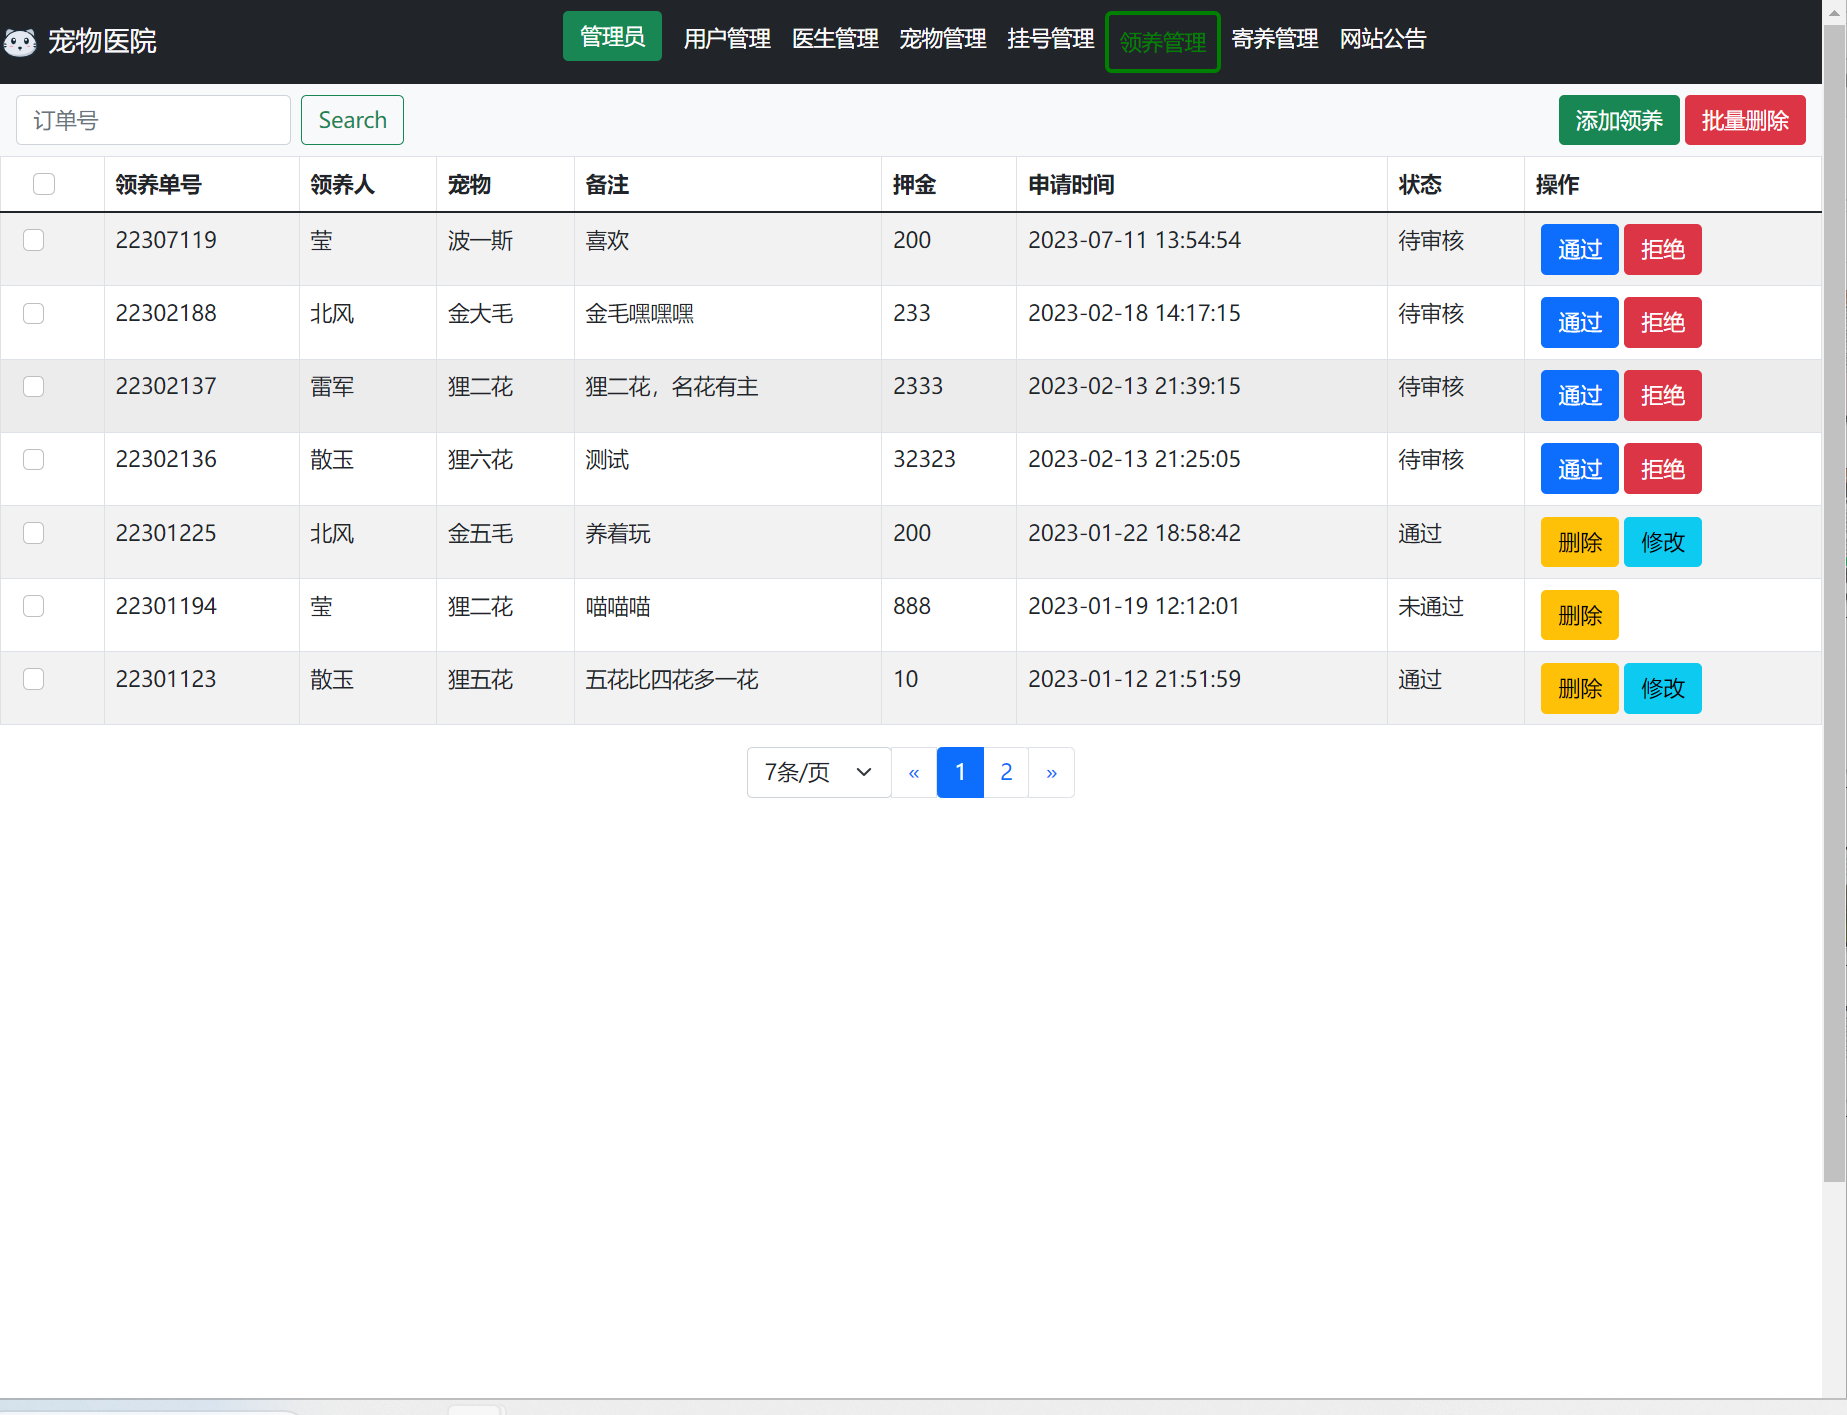 宠物医院 管理员 用户管理 医生管理 宠物管理 挂号管理 领养管理 寄养管理 网站公告
订单号 Search 添加领养 批量删除
领养单号 领养人 宠物 备注 押金 申请时间 状态 操作
22307119 莹 波一斯 喜欢 200 2023-07-11 13:54:54 待审核 通过 拒绝
22302188 北风 金大毛 金毛嘿嘿嘿 233 2023-02-18 14:17:15 待审核 通过 拒绝
22302137 雷军 狸二花 狸二花，名花有主 2333 2023-02-13 21:39:15 待审核 通过 拒绝
22302136 散玉 狸六花 测试 32323 2023-02-13 21:25:05 待审核 通过 拒绝
22301225 北风 金五毛 养着玩 200 2023-01-22 18:58:42 通过 删除 修改
22301194 莹 狸二花 喵喵喵 888 2023-01-19 12:12:01 未通过 删除
22301123 散玉 狸五花 五花比四花多一花 10 2023-01-12 21:51:59 通过 删除 修改
7条/页 « 1 2 »